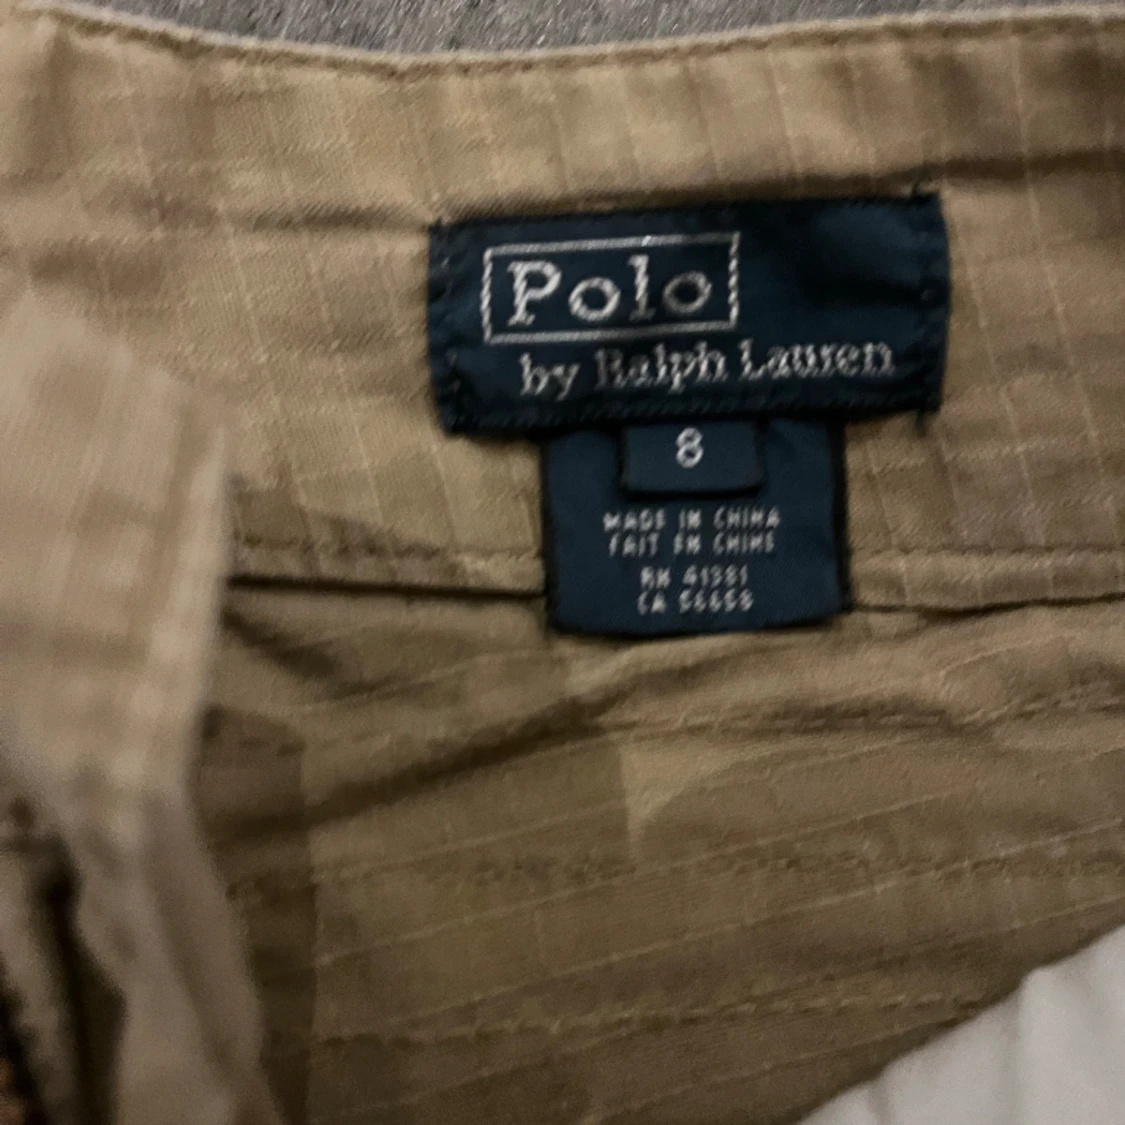 Polo
by Ralph Lauren
8
MADE IN CHINA
FAIT EN CHINE
RN 41381
CA 56658